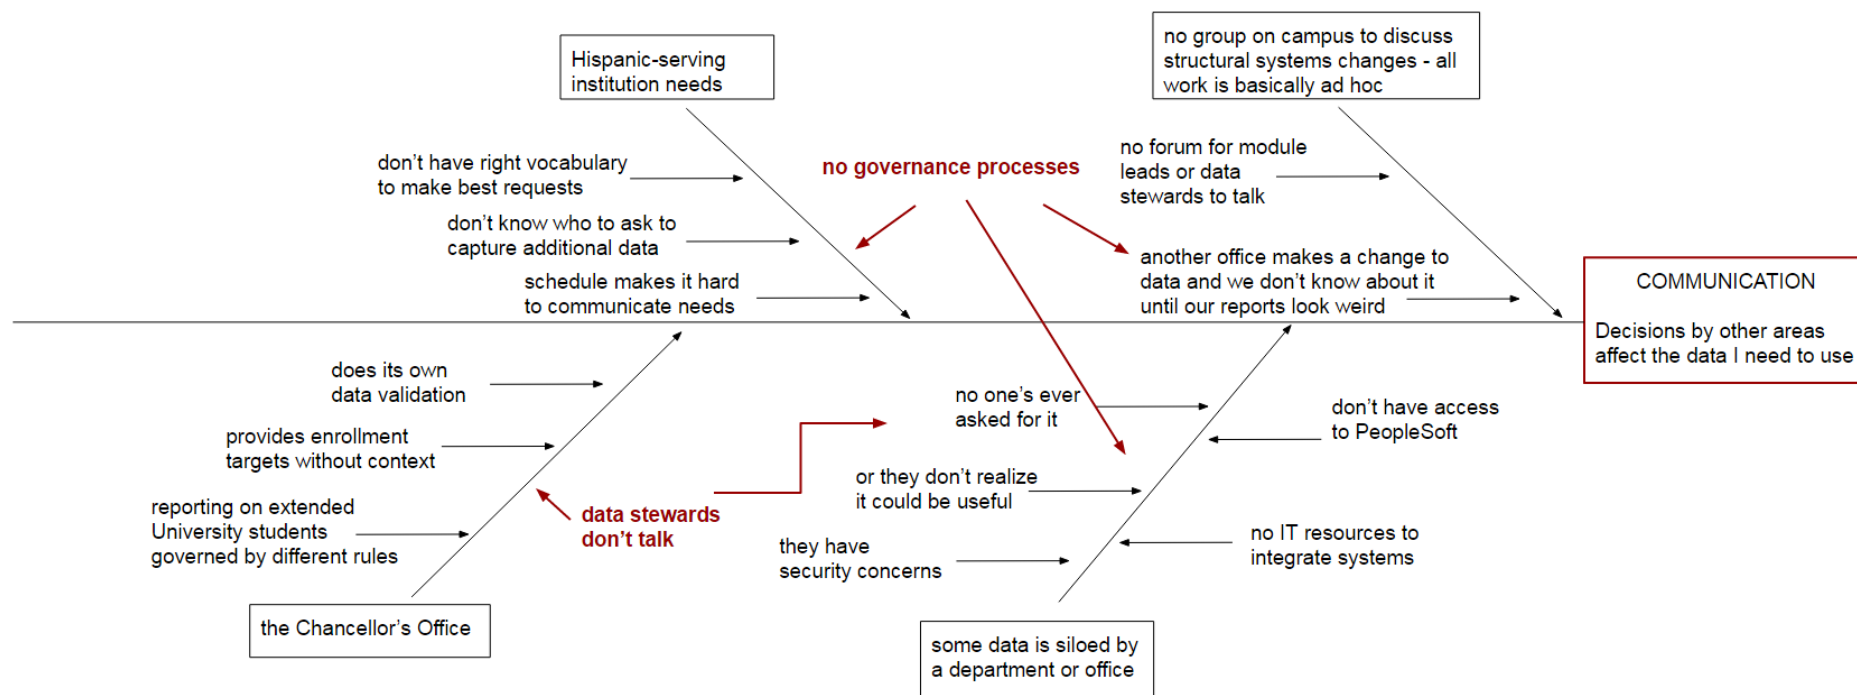 Hispanic-serving
institution needs
no group on campus to discuss
structural systems changes - all
work is basically ad hoc
don’t have right vocabulary
to make best requests
no governance processes
no forum for module
leads or data
stewards to talk
don’t know who to ask to
capture additional data
another office makes a change to
data and we don’t know about it
until our reports look weird
schedule makes it hard
to communicate needs
COMMUNICATION
Decisions by other areas
affect the data I need to use
does its own
data validation
no one’s ever
asked for it
don’t have access
to PeopleSoft
provides enrollment
targets without context
or they don’t realize
it could be useful
reporting on extended
University students
governed by different rules
data stewards
don’t talk
they have
security concerns
no IT resources to
integrate systems
the Chancellor’s Office
some data is siloed by
a department or office